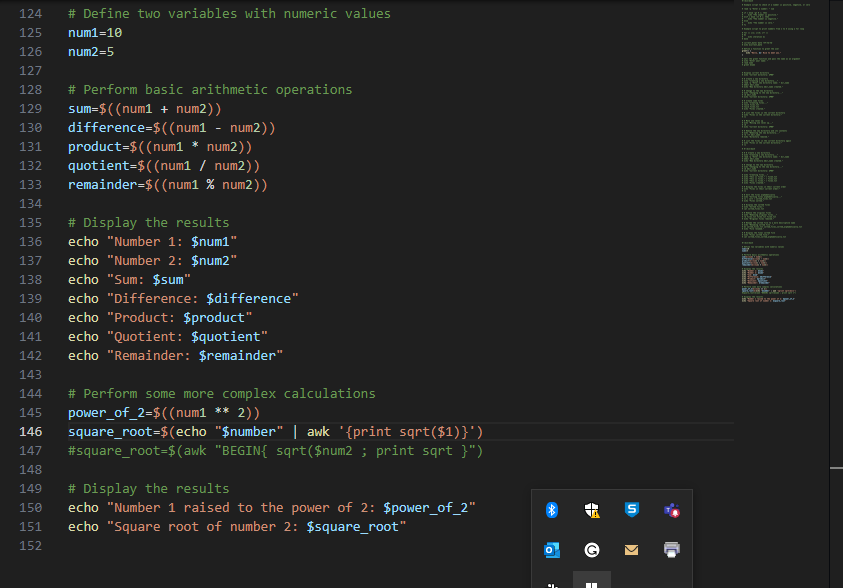 124 # Define two variables with numeric values
125 num1=10
126 num2=5
127
128 # Perform basic arithmetic operations
129 sum=$((num1 + num2))
130 difference=$((num1 - num2))
131 product=$((num1 * num2))
132 quotient=$((num1 / num2))
133 remainder=$((num1 % num2))
134
135 # Display the results
136 echo "Number 1: $num1"
137 echo "Number 2: $num2"
138 echo "Sum: $sum"
139 echo "Difference: $difference"
140 echo "Product: $product"
141 echo "Quotient: $quotient"
142 echo "Remainder: $remainder"
143
144 # Perform some more complex calculations
145 power_of_2=$((num1 ** 2))
146 square_root=$(echo "$number" | awk '{print sqrt($1)}')
147 #square_root=$(awk "BEGIN{ sqrt($num2 ; print sqrt }")
148
149 # Display the results
150 echo "Number 1 raised to the power of 2: $power_of_2"
151 echo "Square root of number 2: $square_root"
152